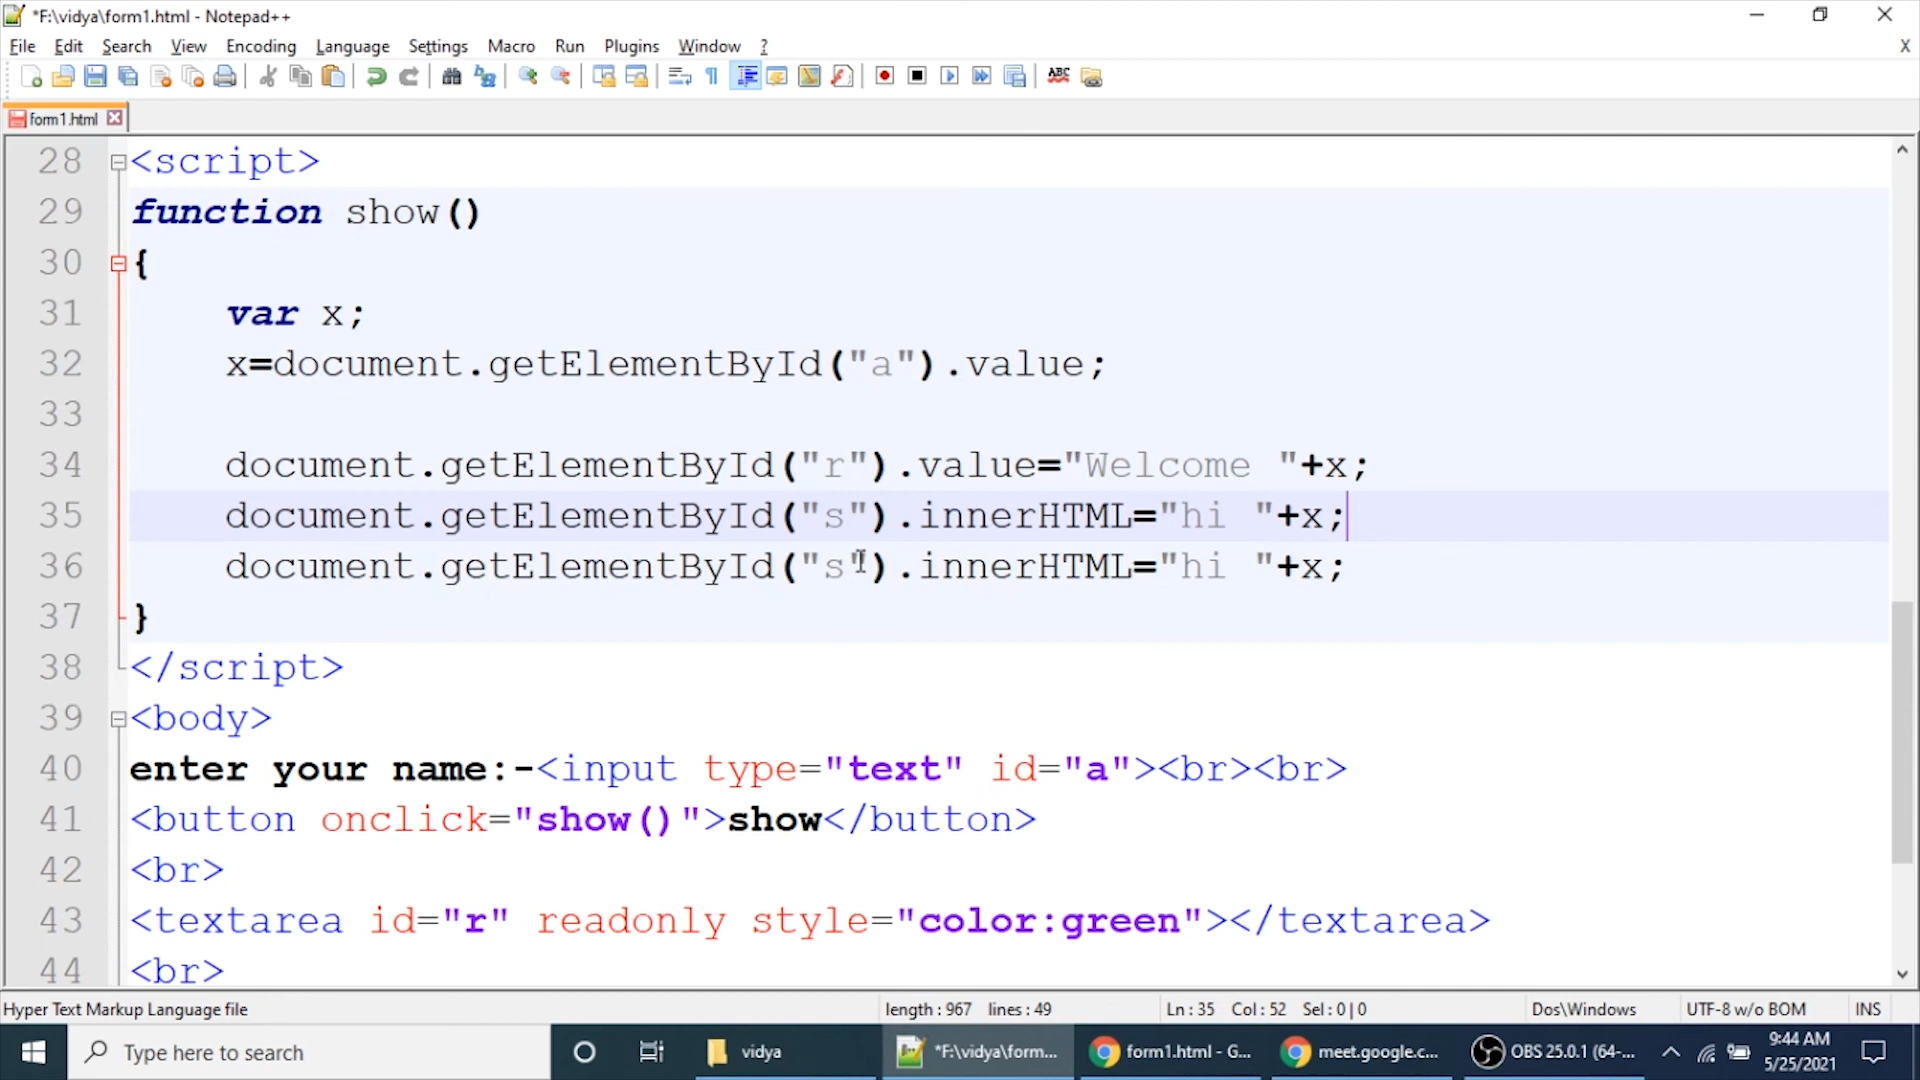 *F:\vidya\form1.html - Notepad++
File Edit Search View Encoding Language Settings Macro Run Plugins Window ? X
ABC
form1.html
28 <script>
29 function show()
30 {
31 var x;
32 x=document.getElementById("a").value;
33
34 document.getElementById("r").value="Welcome "+x;
35 document.getElementById("s").innerHTML="hi "+x;
36 document.getElementById("s").innerHTML="hi "+x;
37 }
38 </script>
39 <body>
40 enter your name:-<input type="text" id="a"><br><br>
41 <button onclick="show()">show</button>
42 <br>
43 <textarea id="r" readonly style="color:green"></textarea>
44 <br>
Hyper Text Markup Language file length : 967 lines : 49 Ln : 35 Col : 52 Sel : 0 | 0 Dos\Windows UTF-8 w/o BOM INS
Type here to search vidya *F:\vidya\form... form1.html - G... meet.google.c... OBS 25.0.1 (64-... 9:44 AM
5/25/2021